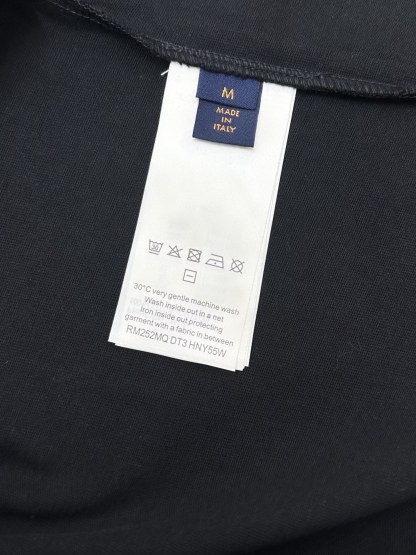 M
MADE
IN
ITALY
30
30°C very gentle machine wash
Wash inside out in a net
Iron inside out protecting
garment with a fabric in between
RM252MQ DT3 HNY55W